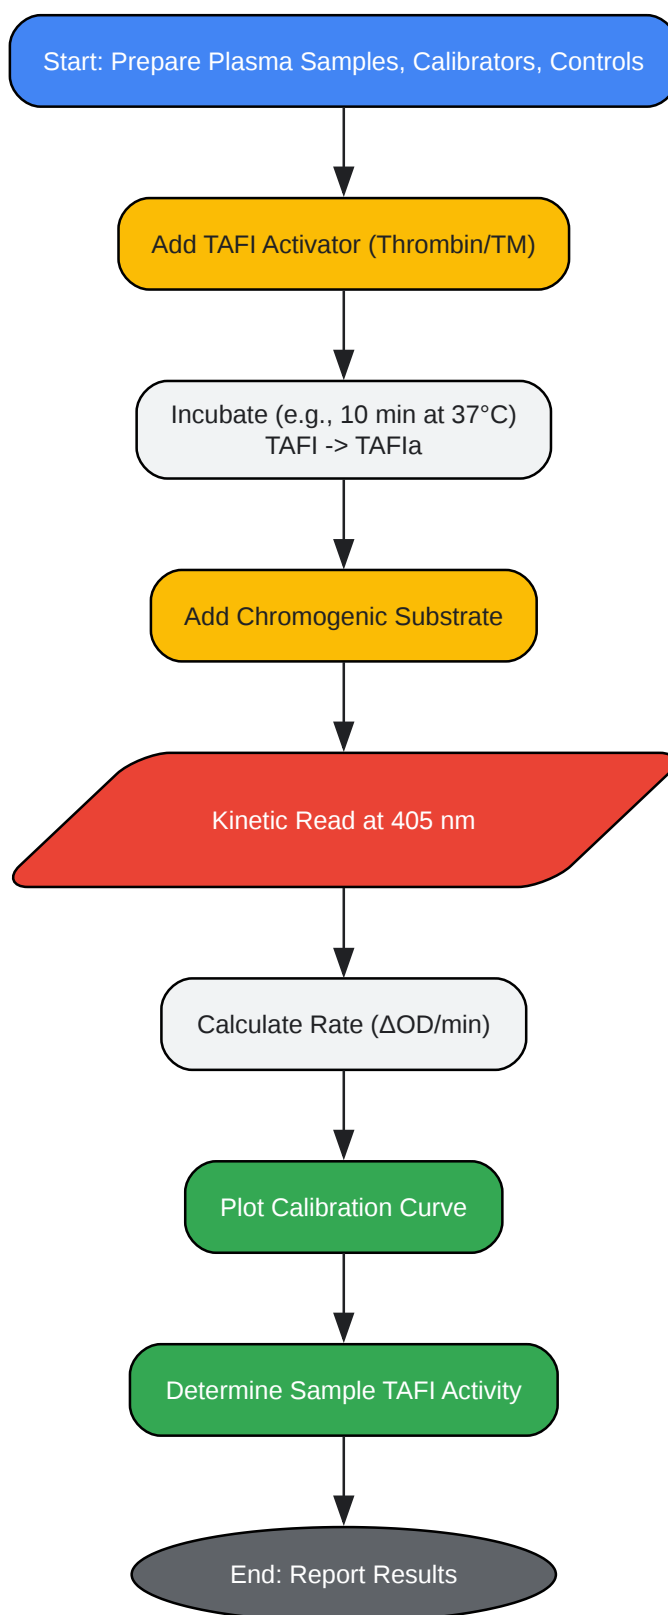 Start: Prepare Plasma Samples, Calibrators, Controls
Add TAFI Activator (Thrombin/TM)
Incubate (e.g., 10 min at 37°C)
TAFI -> TAFIa
Add Chromogenic Substrate
Kinetic Read at 405 nm
Calculate Rate (ΔOD/min)
Plot Calibration Curve
Determine Sample TAFI Activity
End: Report Results